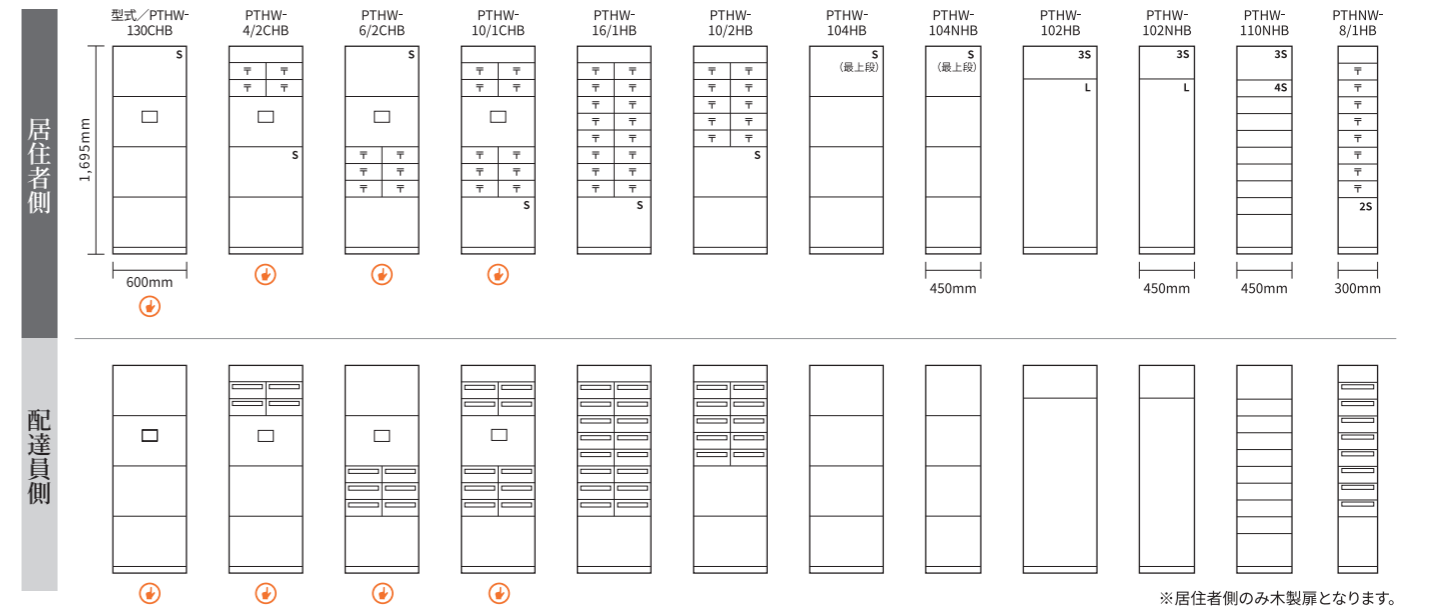 型式／PTHW-
130CHB
PTHW-
4/2CHB
PTHW-
6/2CHB
PTHW-
10/1CHB
PTHW-
16/1HB
PTHW-
10/2HB
PTHW-
104HB
PTHW-
104NHB
PTHW-
102HB
PTHW-
102NHB
PTHW-
110NHB
PTHNW-
8/1HB
居住者側
1,695mm
S
〒 〒
〒 〒
S
S
〒 〒
〒 〒
〒 〒
〒 〒
〒 〒
〒 〒
〒 〒
〒 〒
S
〒 〒
〒 〒
〒 〒
〒 〒
〒 〒
〒 〒
〒 〒
〒 〒
S
〒 〒
〒 〒
〒 〒
〒 〒
〒 〒
S
S
（最上段）
S
（最上段）
3S
L
3S
L
3S
4S
〒
〒
〒
〒
〒
〒
〒
〒
2S
600mm
450mm
450mm
450mm
300mm
配達員側
※居住者側のみ木製扉となります。